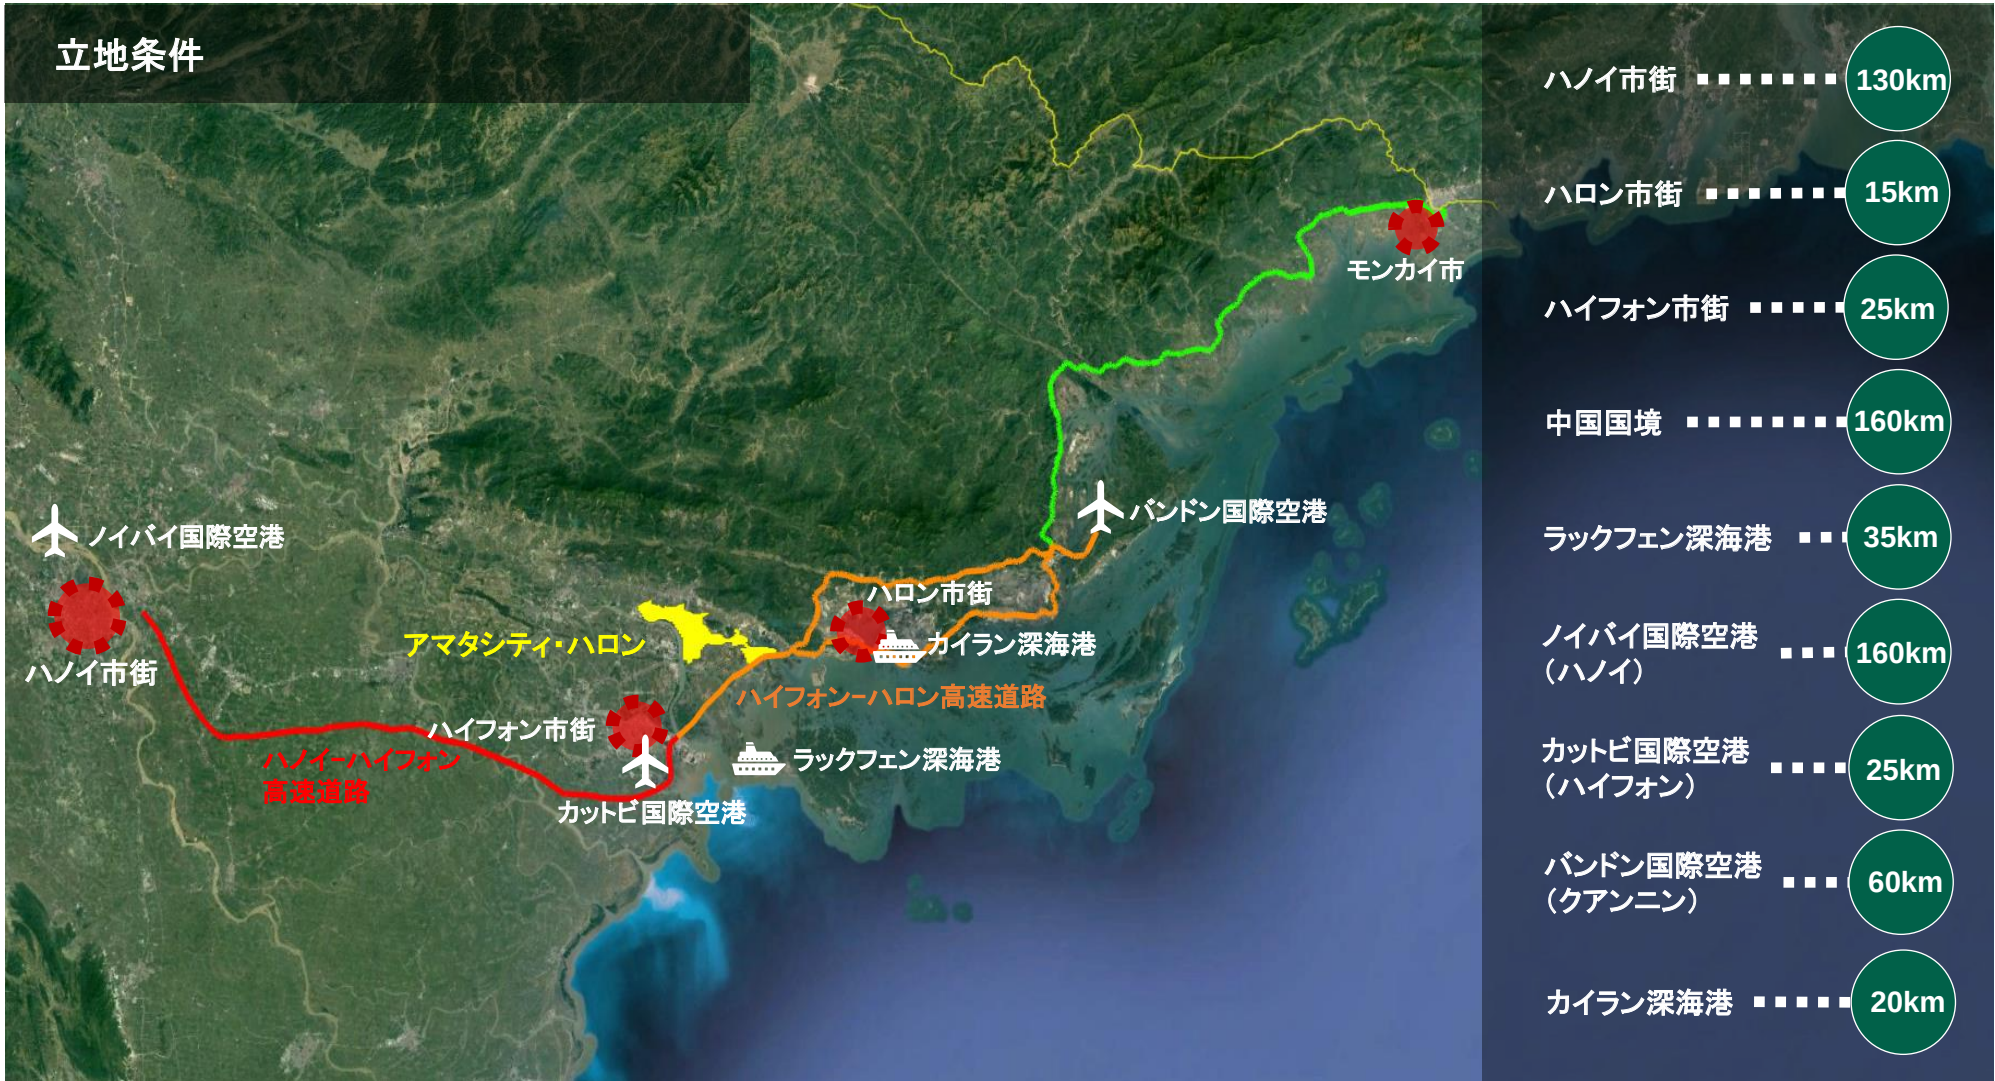 立地条件
モンカイ市
バンドン国際空港
ノイバイ国際空港
ハロン市街
アマタシティ・ハロン
カイラン深海港
ハノイ市街
ハイフォン-ハロン高速道路
ハイフォン市街
ハノイ-ハイフォン
高速道路
ラックフェン深海港
カットビ国際空港
ハノイ市街 130km
ハロン市街 15km
ハイフォン市街 25km
中国国境 160km
ラックフェン深海港 35km
ノイバイ国際空港
(ハノイ) 160km
カットビ国際空港
(ハイフォン) 25km
バンドン国際空港
(クアンニン) 60km
カイラン深海港 20km